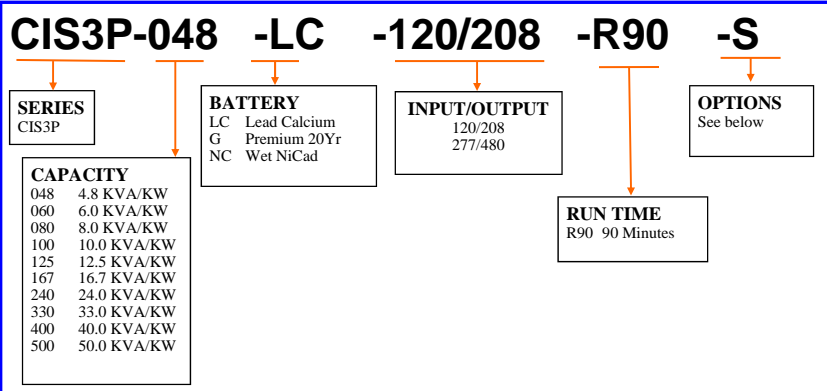 CIS3P-048 -LC -120/208 -R90 -S
SERIES
CIS3P
BATTERY
LC Lead Calcium
G Premium 20Yr
NC Wet NiCad
INPUT/OUTPUT
120/208
277/480
OPTIONS
See below
CAPACITY
048 4.8 KVA/KW
060 6.0 KVA/KW
080 8.0 KVA/KW
100 10.0 KVA/KW
125 12.5 KVA/KW
167 16.7 KVA/KW
240 24.0 KVA/KW
330 33.0 KVA/KW
400 40.0 KVA/KW
500 50.0 KVA/KW
RUN TIME
R90 90 Minutes